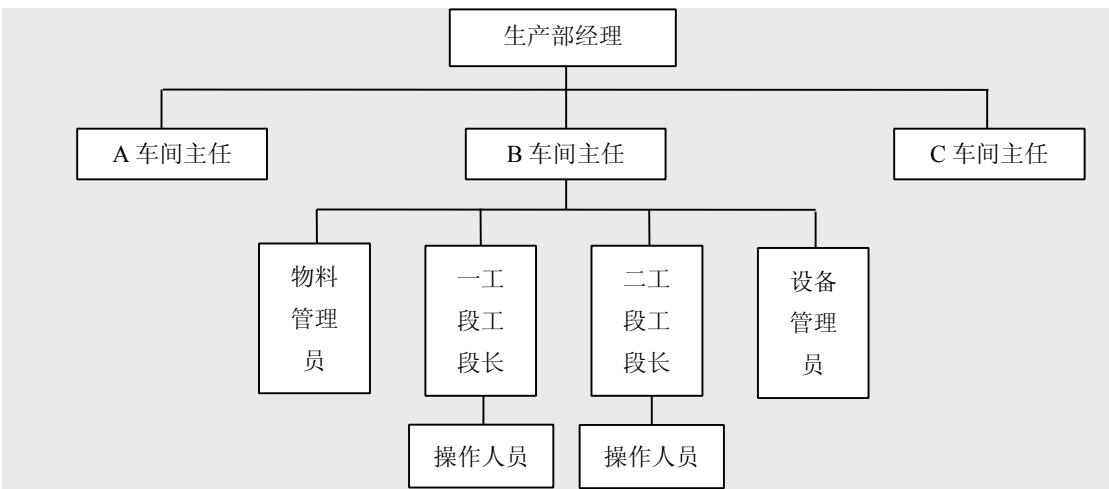 生产部经理
A 车间主任
B 车间主任
C 车间主任
物料
管理
员
一工
段工
段长
二工
段工
段长
设备
管理
员
操作人员
操作人员